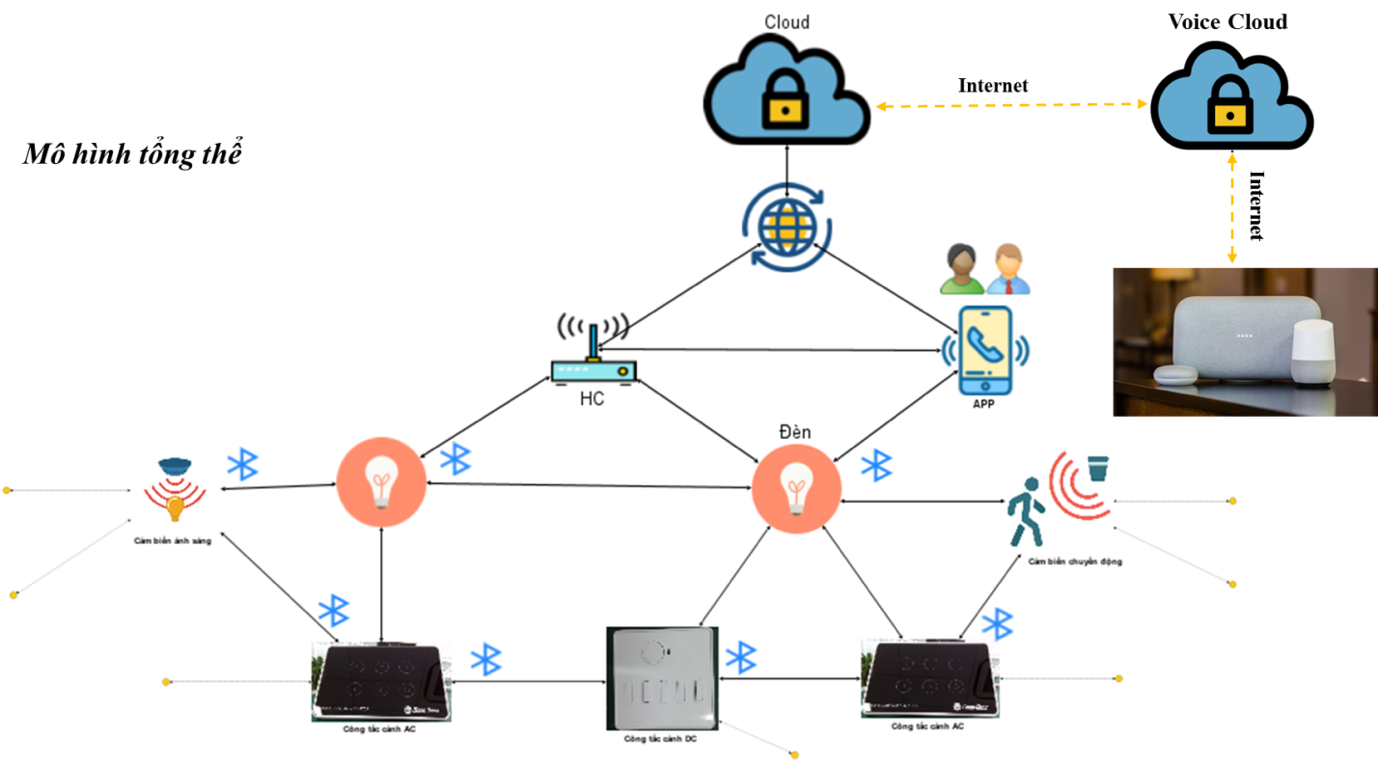 Cloud
Voice Cloud
Internet
Mô hình tổng thể
Internet
HC
APP
Đèn
Cảm biến ánh sáng
Cảm biến chuyển động
Công tắc cảnh AC
Công tắc cảnh DC
Công tắc cảnh AC